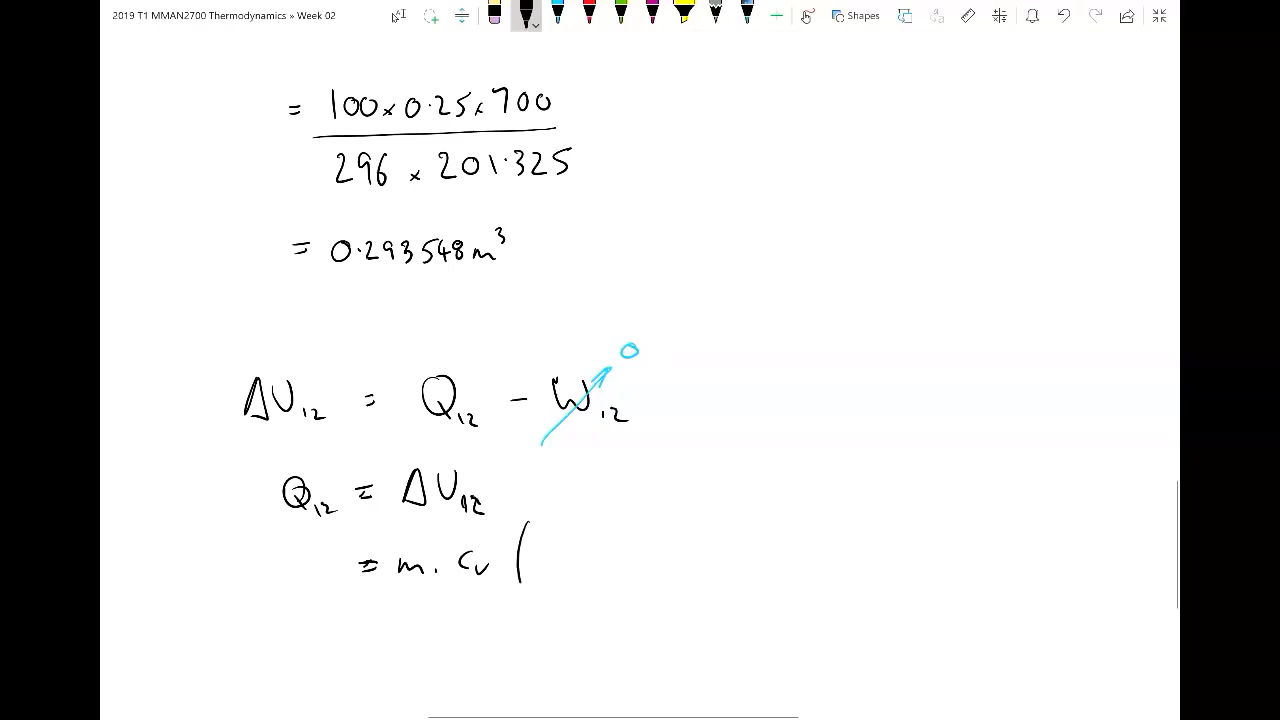 2019 T1 MMAN2700 Thermodynamics » Week 02
Shapes
= 100 × 0.25 × 700
296 × 201.325
= 0.293548 m³
0
ΔU₁₂ = Q₁₂ - W₁₂
Q₁₂ = ΔU₁₂
= m. cᵥ (